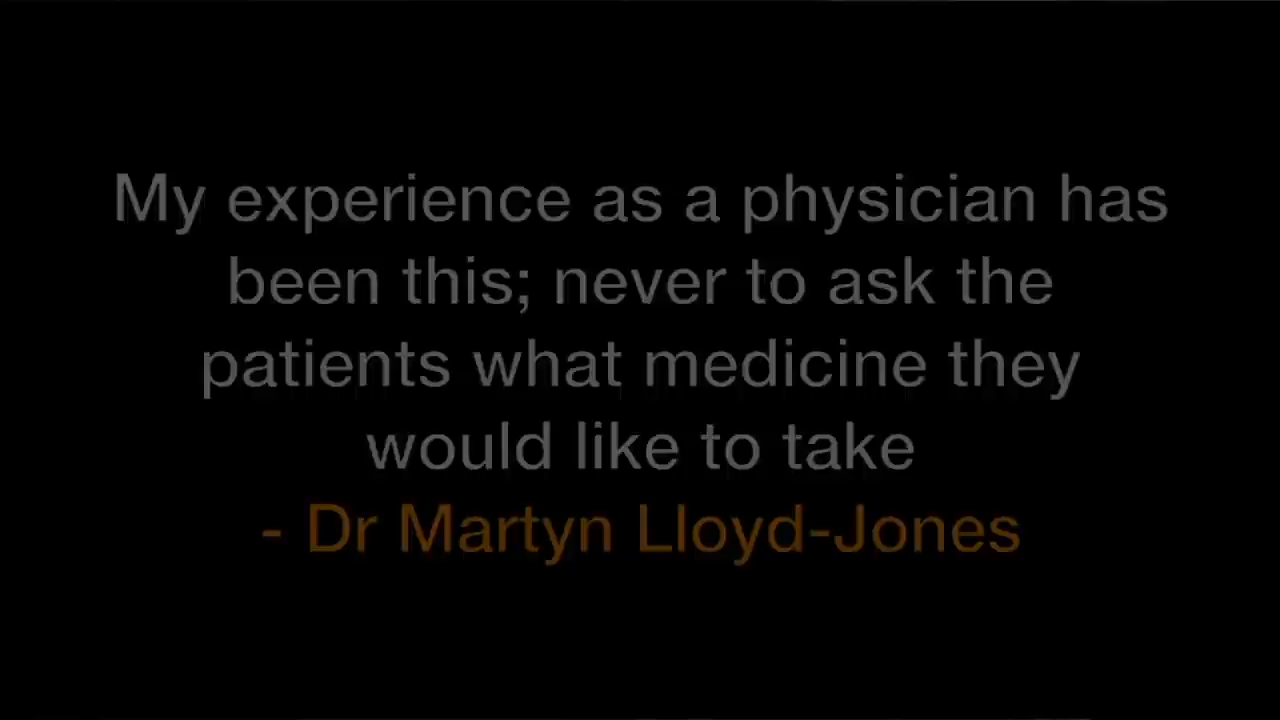 My experience as a physician has
been this; never to ask the
patients what medicine they
would like to take
- Dr Martyn Lloyd-Jones